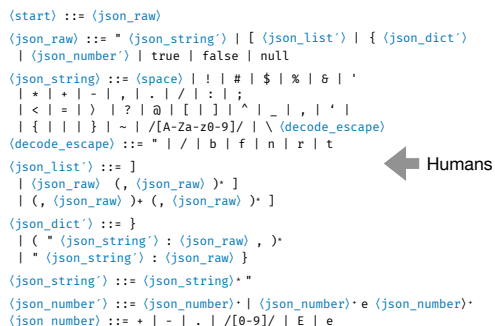 ⟨start⟩ ::= ⟨json_raw⟩
⟨json_raw⟩ ::= " ⟨json_string′⟩ | [ ⟨json_list′⟩ | { ⟨json_dict′⟩
| ⟨json_number′⟩ | true | false | null
⟨json_string⟩ ::= ⟨space⟩ | ! | # | $ | % | & | '
| * | + | - | , | . | / | : | ;
| < | = | ⟩ | ? | @ | [ | ] | ^ | _ | , | ‘ |
| { | | | } | ~ | /[A-Za-z0-9]/ | \ ⟨decode_escape⟩
⟨decode_escape⟩ ::= " | / | b | f | n | r | t
⟨json_list′⟩ ::= ]
| ⟨json_raw⟩ (, ⟨json_raw⟩ )* ]
| (, ⟨json_raw⟩ )+ (, ⟨json_raw⟩ )* ]
⟨json_dict′⟩ ::= }
| ( " ⟨json_string′⟩ : ⟨json_raw⟩ , )*
| " ⟨json_string′⟩ : ⟨json_raw⟩ }
⟨json_string′⟩ ::= ⟨json_string⟩* "
⟨json_number′⟩ ::= ⟨json_number⟩⁺ | ⟨json_number⟩⁺ e ⟨json_number⟩⁺
⟨json_number⟩ ::= + | - | . | /[0-9]/ | E | e
Humans